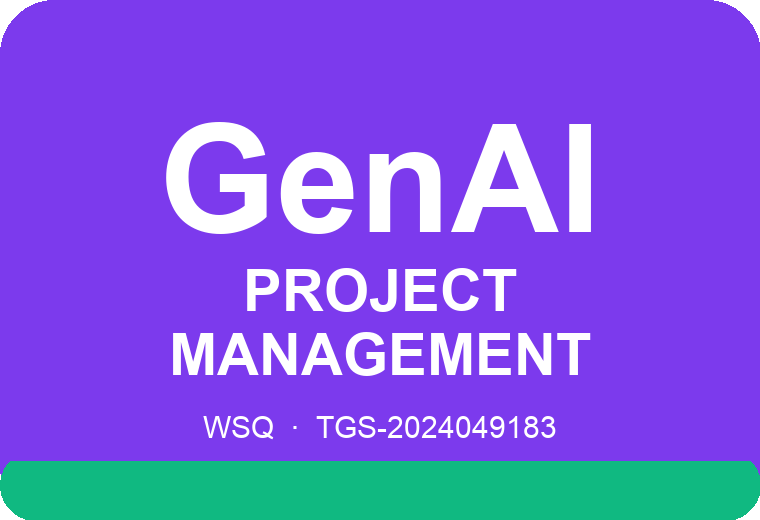 GenAI
PROJECT
MANAGEMENT
WSQ · TGS-2024049183